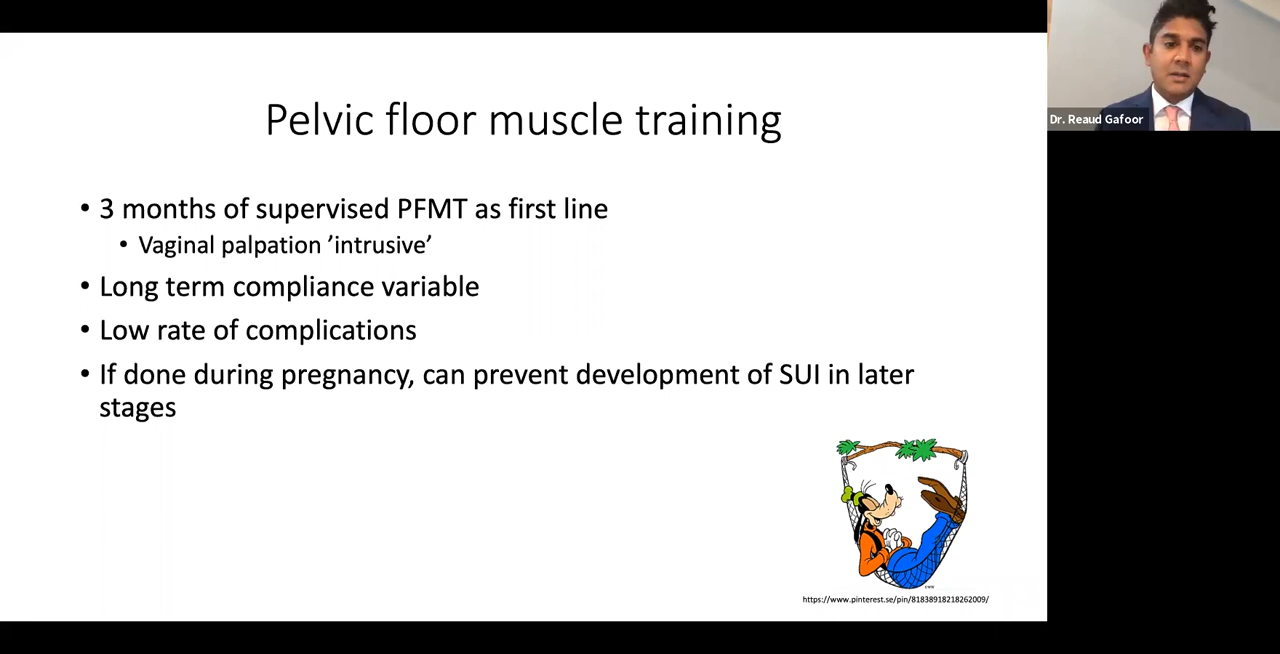 Pelvic floor muscle training
• 3 months of supervised PFMT as first line
• Vaginal palpation ’intrusive’
• Long term compliance variable
• Low rate of complications
• If done during pregnancy, can prevent development of SUI in later
stages
https://www.pinterest.se/pin/81838918218262009/
Dr. Reaud Gafoor